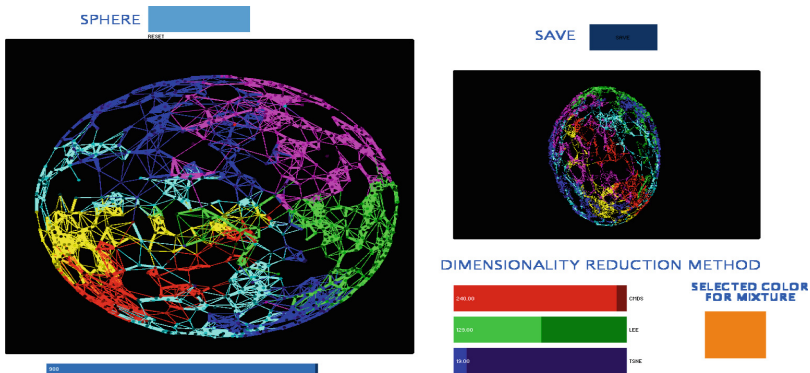 SPHERE
RESET
SAVE
SAVE
DIMENSIONALITY REDUCTION METHOD
240.00 CMDS
129.00 LEE
19.00 TSNE
SELECTED COLOR
FOR MIXTURE
900